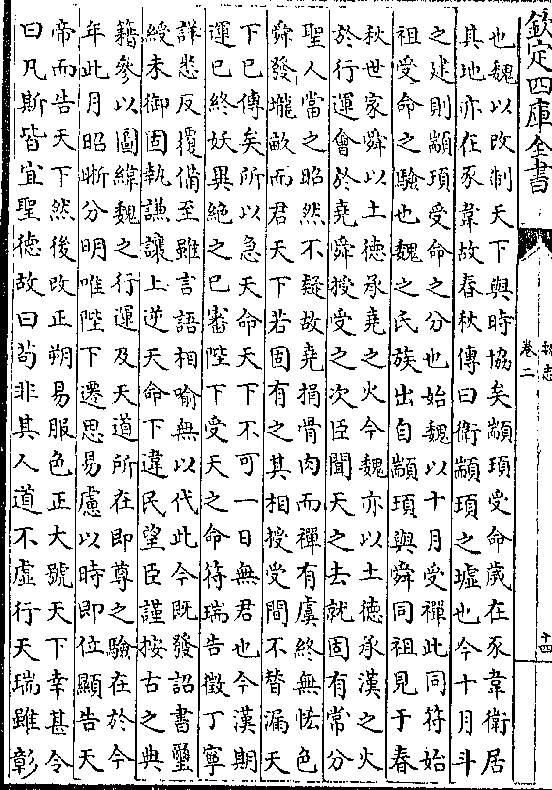 欽定四庫全書
魏志
卷二
十四
也魏以改制天下與時協矣顓頊受命歲在豕韋衛居
其地亦在豕韋故春秋傳曰衛顓頊之墟也今十月斗
之建則顓頊受命之分也始魏以十月受禪此同符始
祖受命之驗也魏之氏族出自顓頊與舜同祖見于春
秋世家舜以土德承堯之火今魏亦以土德承漢之火
於行運會於堯舜授受之次臣聞天之去就固有常分
聖人當之昭然不疑故堯捐骨肉而禪有虞終無恡色
舜發壠畝而君天下若固有之其相授受間不替漏天
下已傳矣所以急天命天下不可一日無君也今漢期
運已終妖異絶之已審陛下受天之命符瑞告徵丁寧
詳悉反覆備至雖言語相喻無以代此今既發詔書璽
綬未御固執謙讓上逆天命下違民望臣謹按古之典
籍參以圖緯魏之行運及天道所在即尊之驗在於今
年此月昭晰分明唯陛下遷思易慮以時即位顯告天
帝而告天下然後改正朔易服色正大號天下幸甚令
曰凡斯皆宜聖德故曰苟非其人道不虛行天瑞雖彰